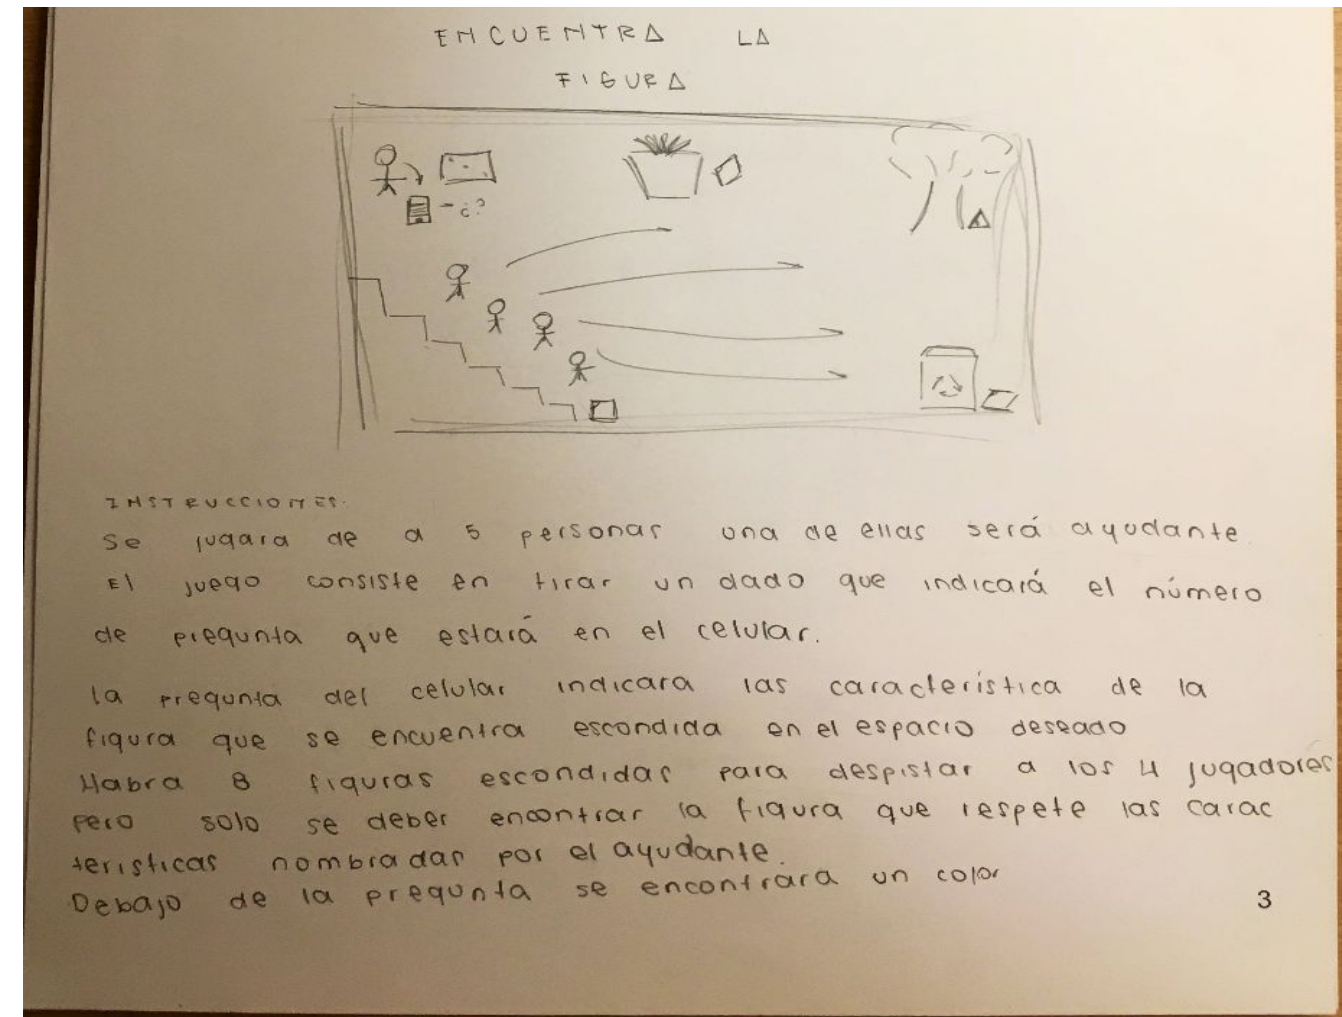 ENCUENTRA LA
FIGURA
- ¿?
INSTRUCCIONES.
Se jugara de a 5 personas una de ellas será ayudante.
El juego consiste en tirar un dado que indicará el número
de pregunta que estará en el celular.
la pregunta del celular indicara las característica de la
figura que se encuentra escondida en el espacio deseado
Habra 8 figuras escondidas para despistar a los 4 jugadores
pero solo se deber encontrar la figura que respete las carac
teristicas nombradas por el ayudante.
Debajo de la pregunta se encontrara un color
3